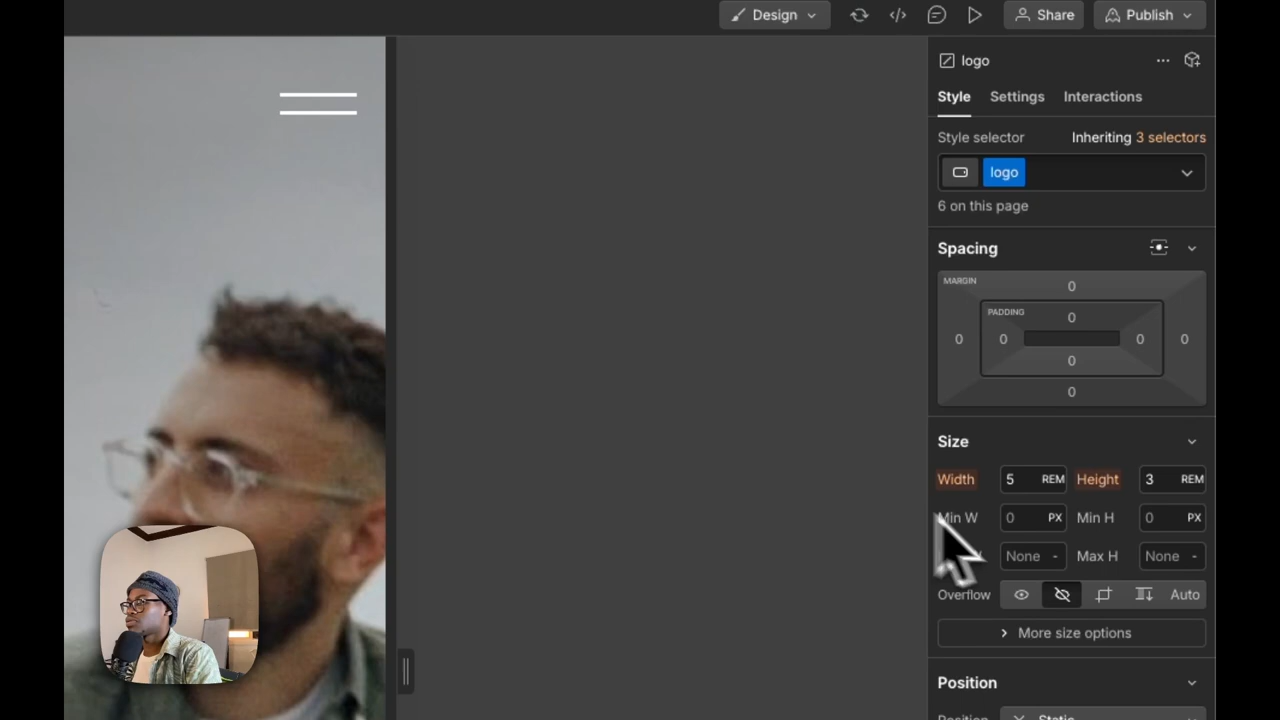 Design
Share
Publish
logo
Style Settings Interactions
Style selector Inheriting 3 selectors
logo
6 on this page
Spacing
MARGIN
0
PADDING
0
0 0 0 0
0
0
Size
Width 5 REM Height 3 REM
Min W 0 PX Min H 0 PX
None - Max H None -
Overflow Auto
More size options
Position
Static